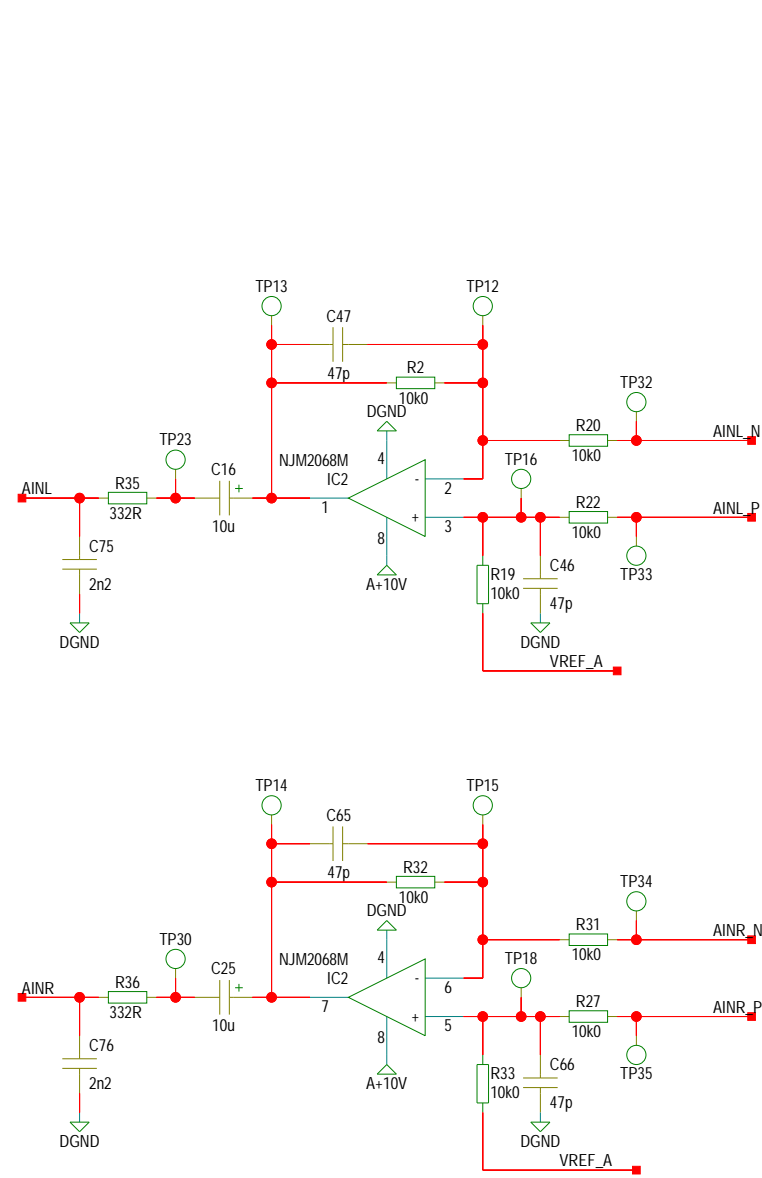 TP13
TP12
C47
47p
R2
10k0
TP32
DGND
R20
10k0
AINL_N
TP23
NJM2068M
IC2
4
-
2
TP16
AINL
R35
332R
C16
+
10u
1
+
3
R22
10k0
AINL_P
8
C75
2n2
A+10V
R19
10k0
C46
47p
TP33
DGND
DGND
VREF_A
TP14
TP15
C65
47p
R32
10k0
TP34
DGND
R31
10k0
AINR_N
TP30
NJM2068M
IC2
4
-
6
TP18
AINR
R36
332R
C25
+
10u
7
+
5
R27
10k0
AINR_P
8
C76
2n2
A+10V
R33
10k0
C66
47p
TP35
DGND
DGND
VREF_A